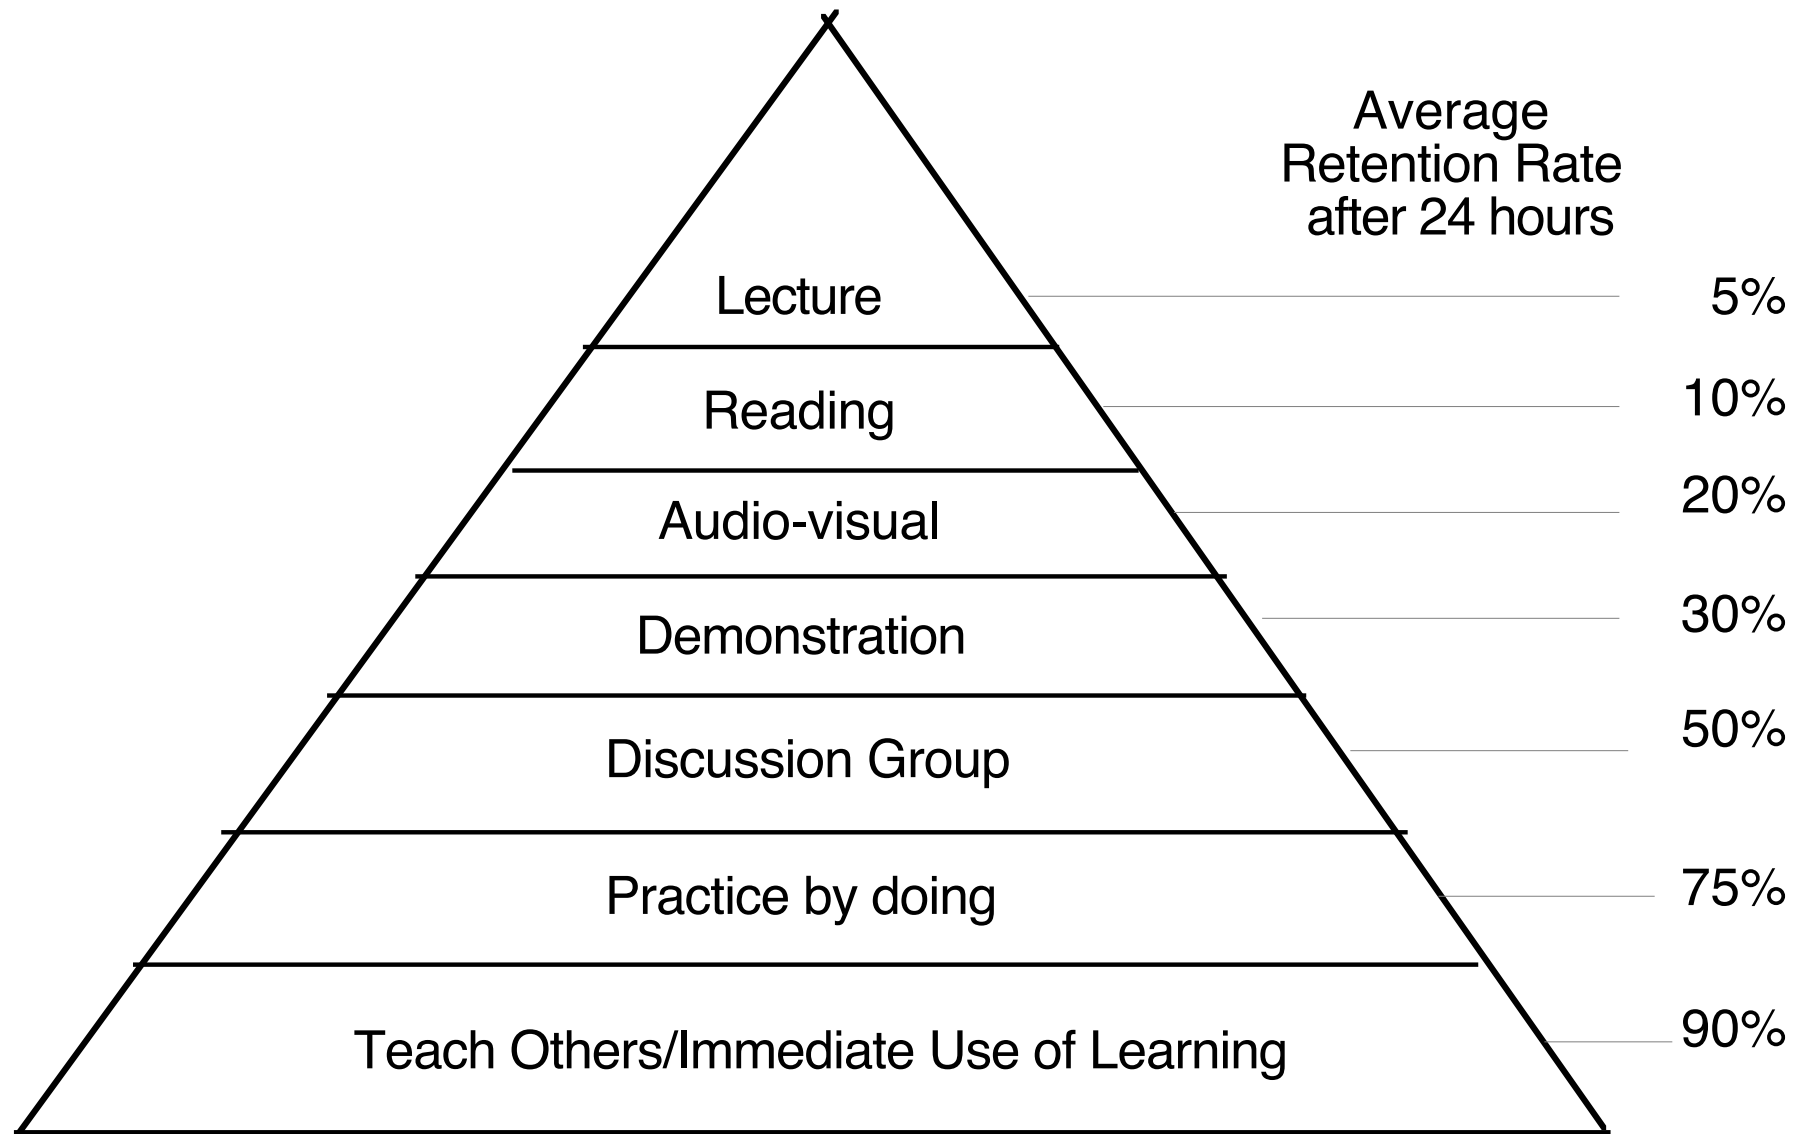 Average
Retention Rate
after 24 hours
Lecture 5%
Reading 10%
Audio-visual 20%
Demonstration 30%
Discussion Group 50%
Practice by doing 75%
Teach Others/Immediate Use of Learning 90%